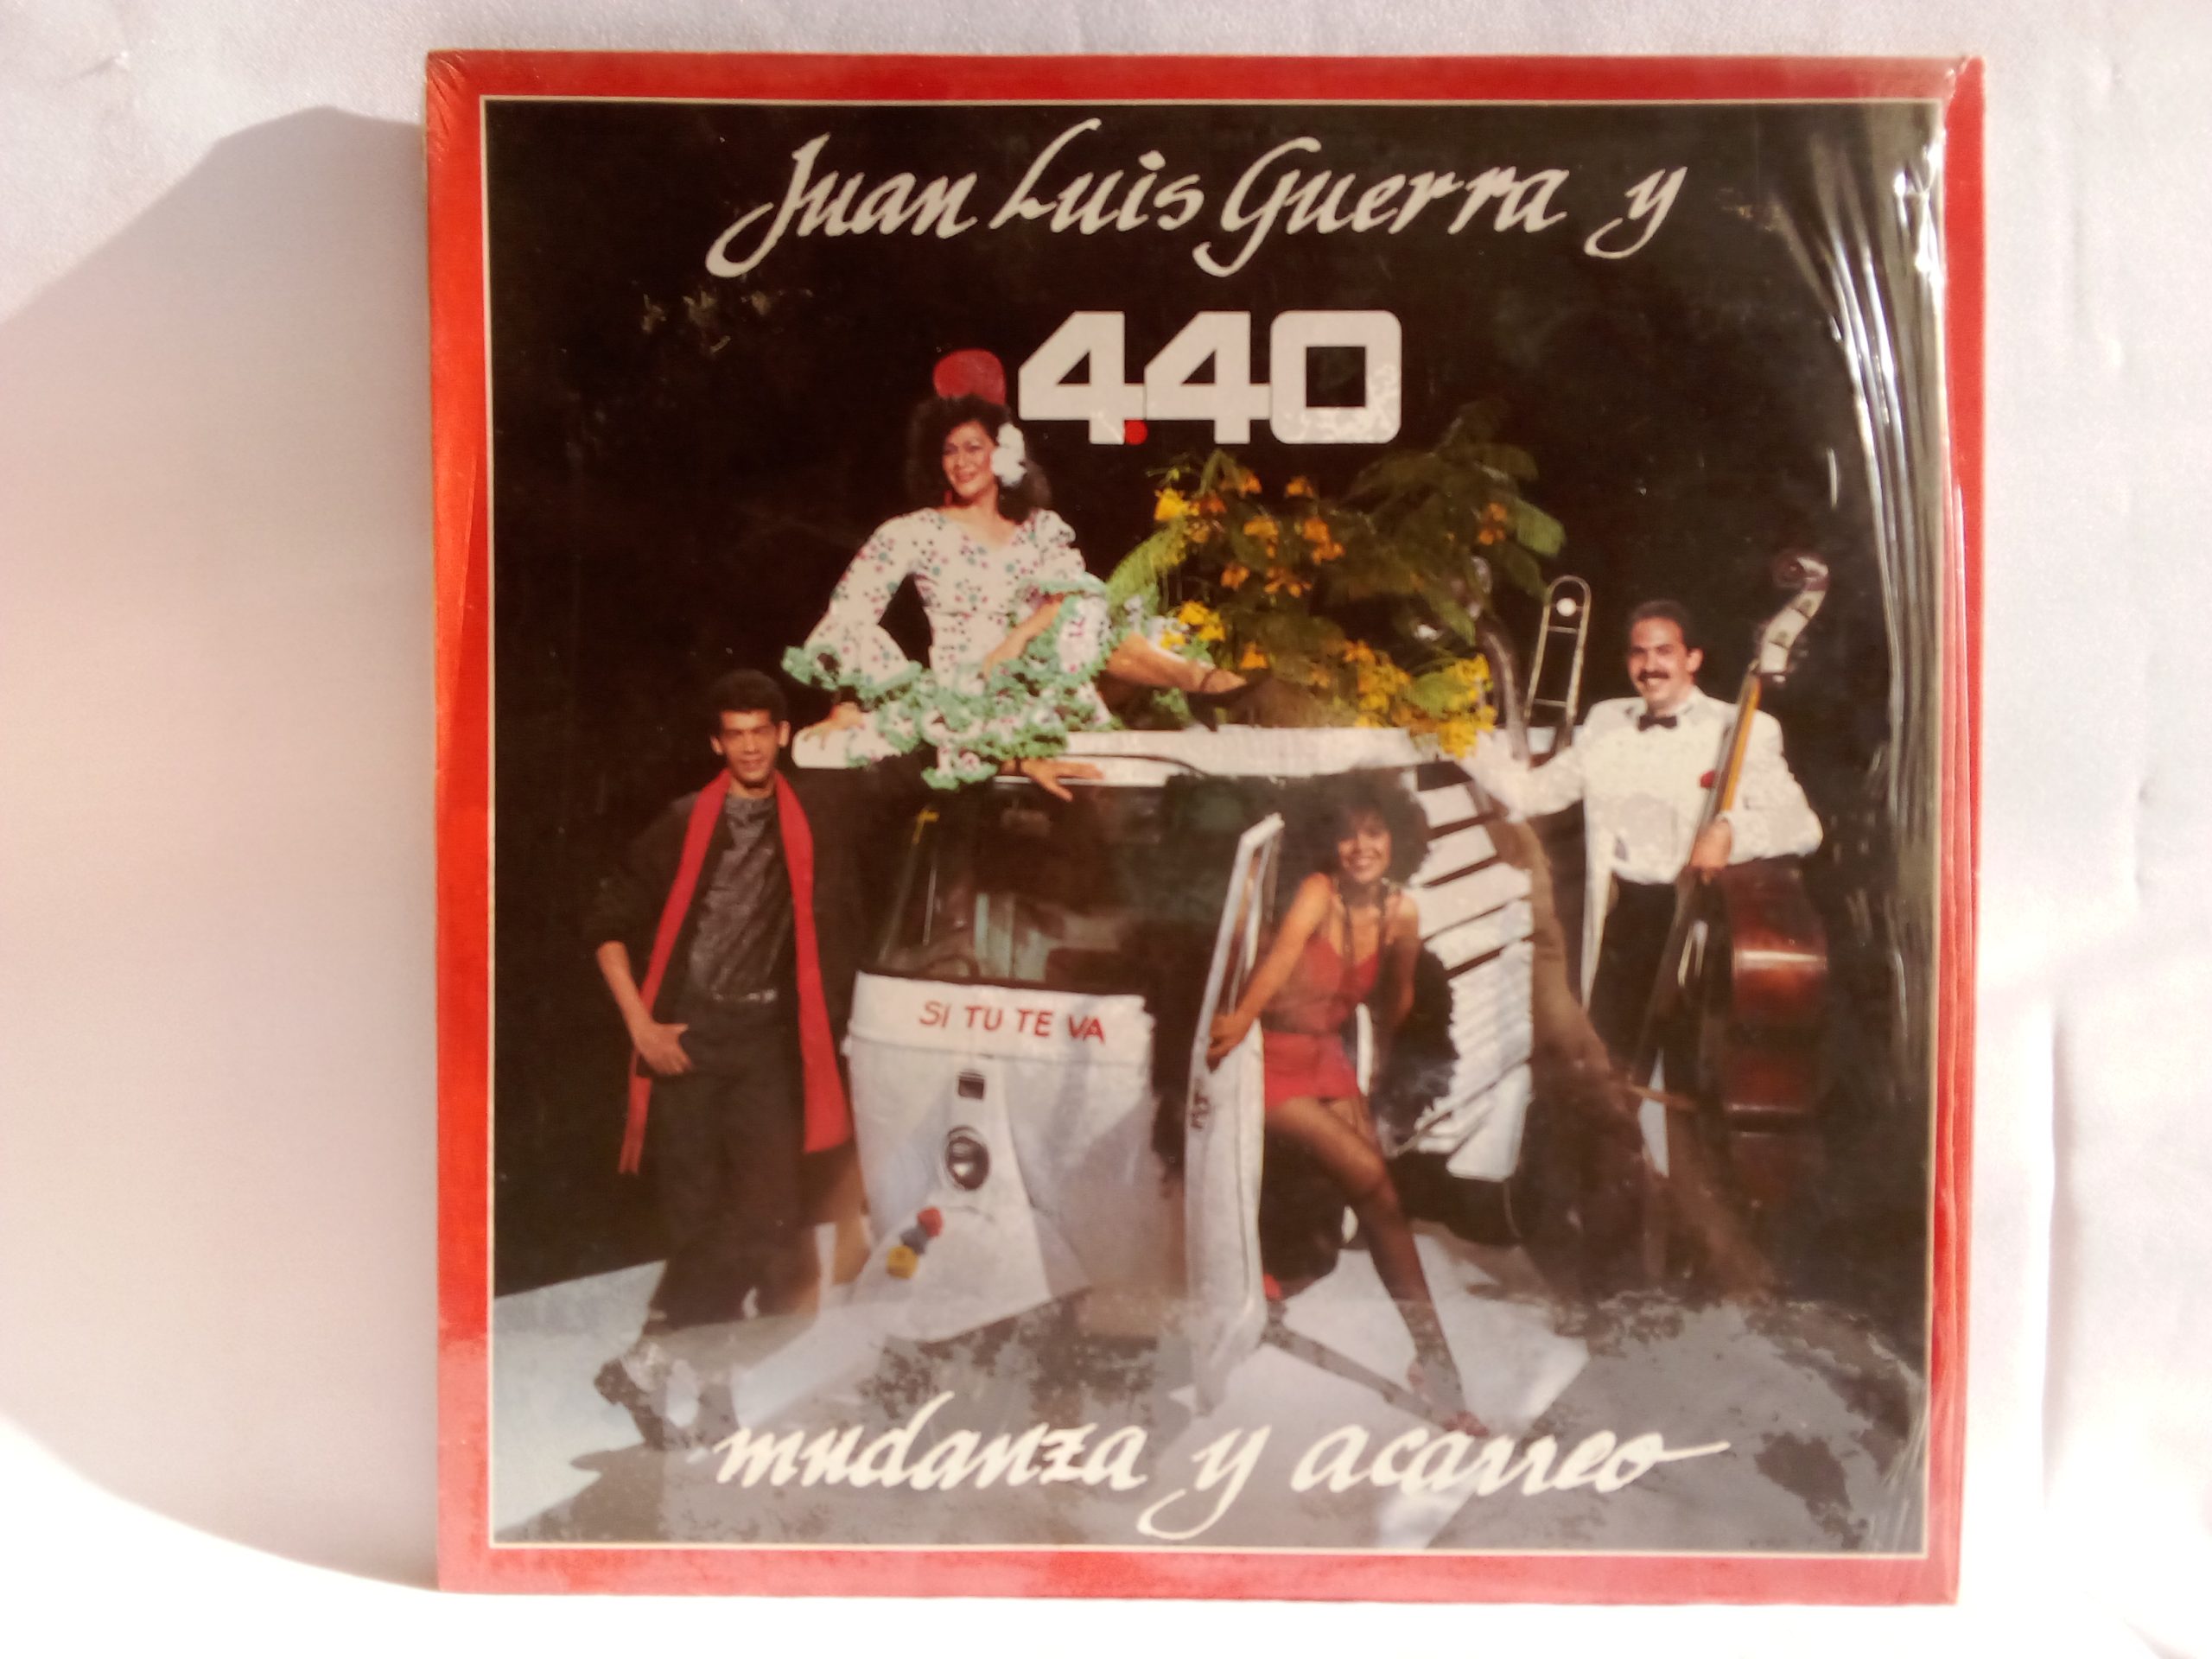 Juan Luis Guerra y
4.40
SI TU TE VA
mudanza y acarreo